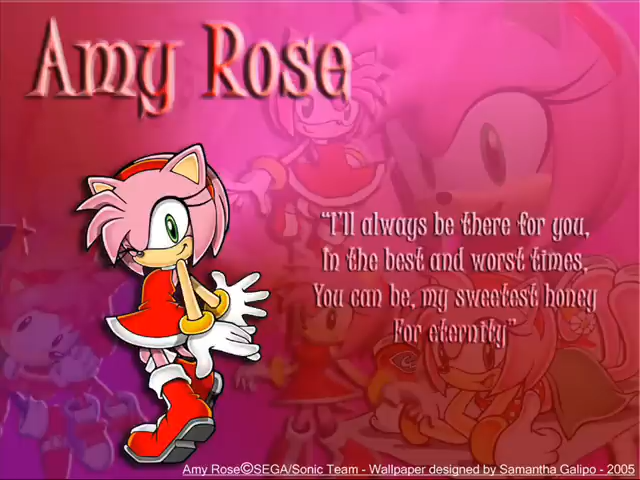 Amy Rose
"I'll always be there for you,
In the best and worst times,
You can be, my sweetest honey
For eternity"
Amy Rose©SEGA/Sonic Team - Wallpaper designed by Samantha Galipo - 2005